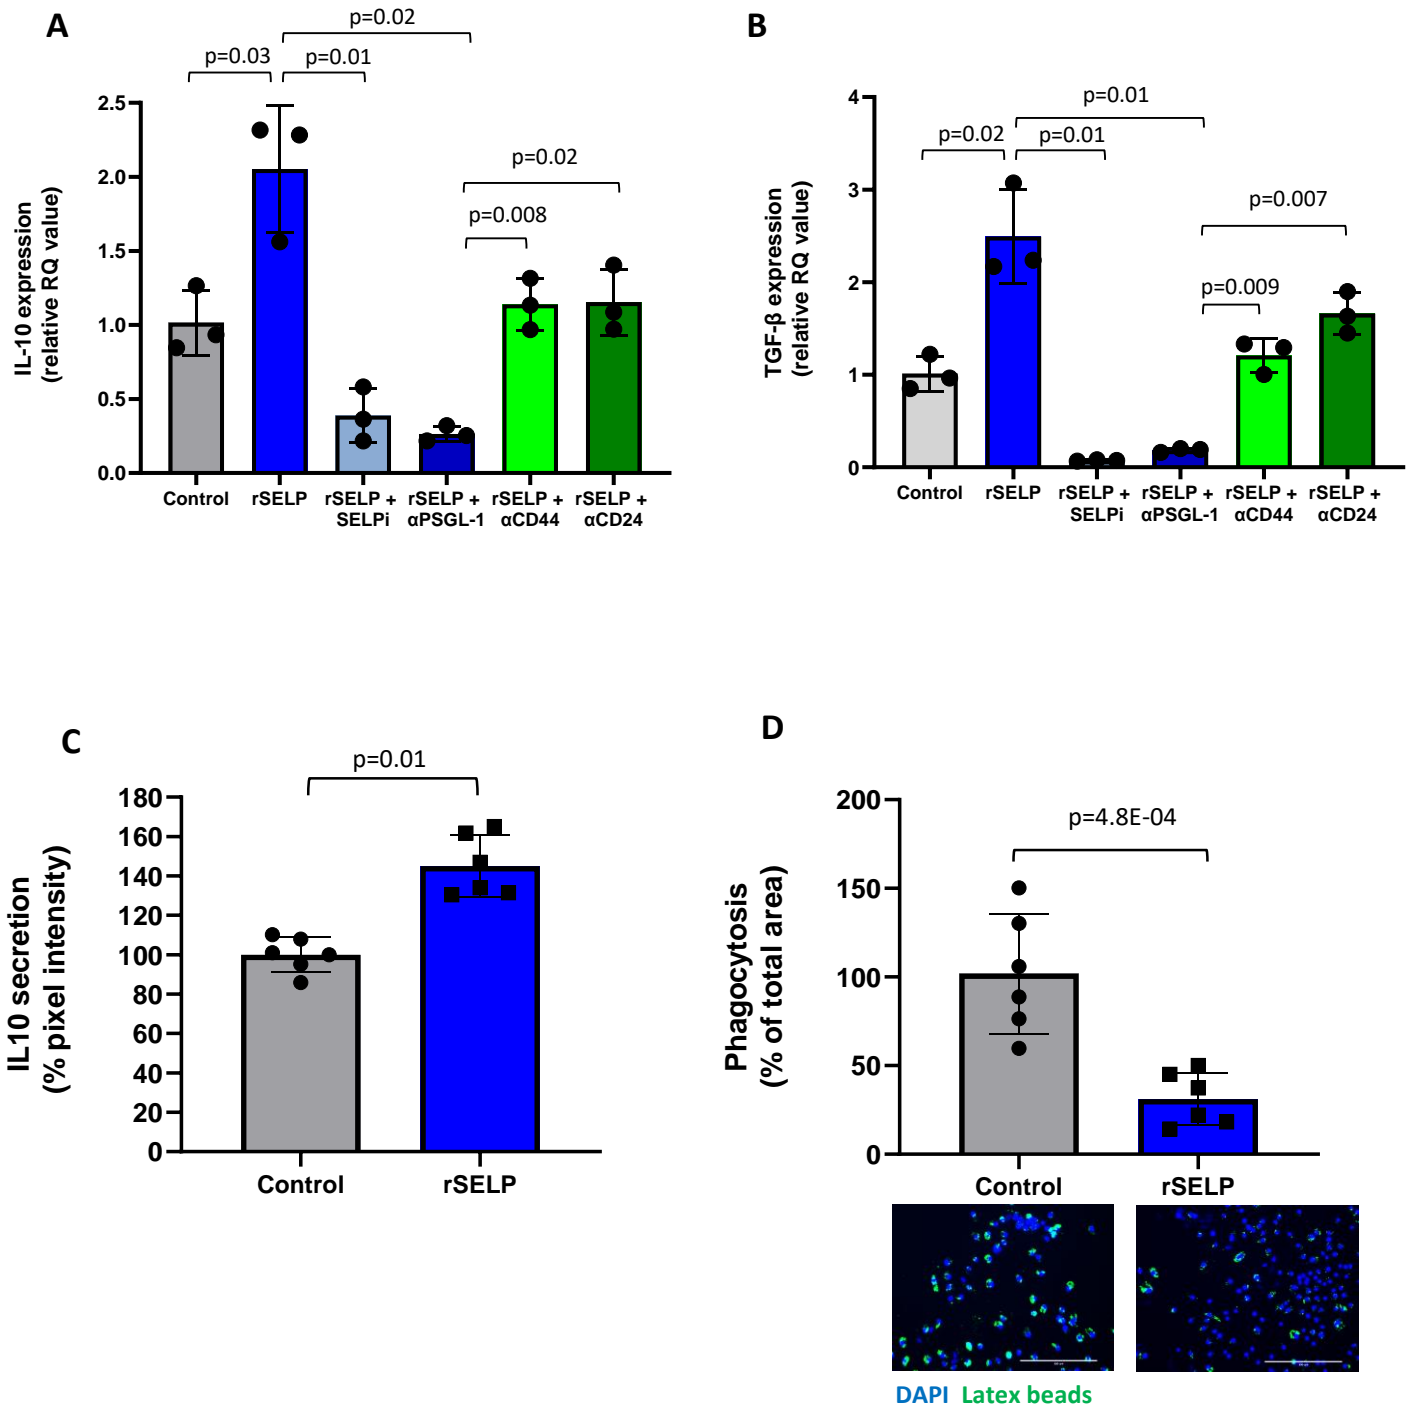 A
p=0.02
p=0.03
p=0.01
p=0.02
p=0.008
IL-10 expression
(relative RQ value)
2.5
2.0
1.5
1.0
0.5
0.0
Control
rSELP
rSELP +
SELPi
rSELP +
αPSGL-1
rSELP +
αCD44
rSELP +
αCD24
B
p=0.01
p=0.02
p=0.01
p=0.007
p=0.009
TGF-β expression
(relative RQ value)
4
3
2
1
0
Control
rSELP
rSELP +
SELPi
rSELP +
αPSGL-1
rSELP +
αCD44
rSELP +
αCD24
C
p=0.01
IL10 secretion
(% pixel intensity)
180
160
140
120
100
80
60
40
20
0
Control
rSELP
D
p=4.8E-04
Phagocytosis
(% of total area)
200
150
100
50
0
Control
rSELP
DAPI Latex beads